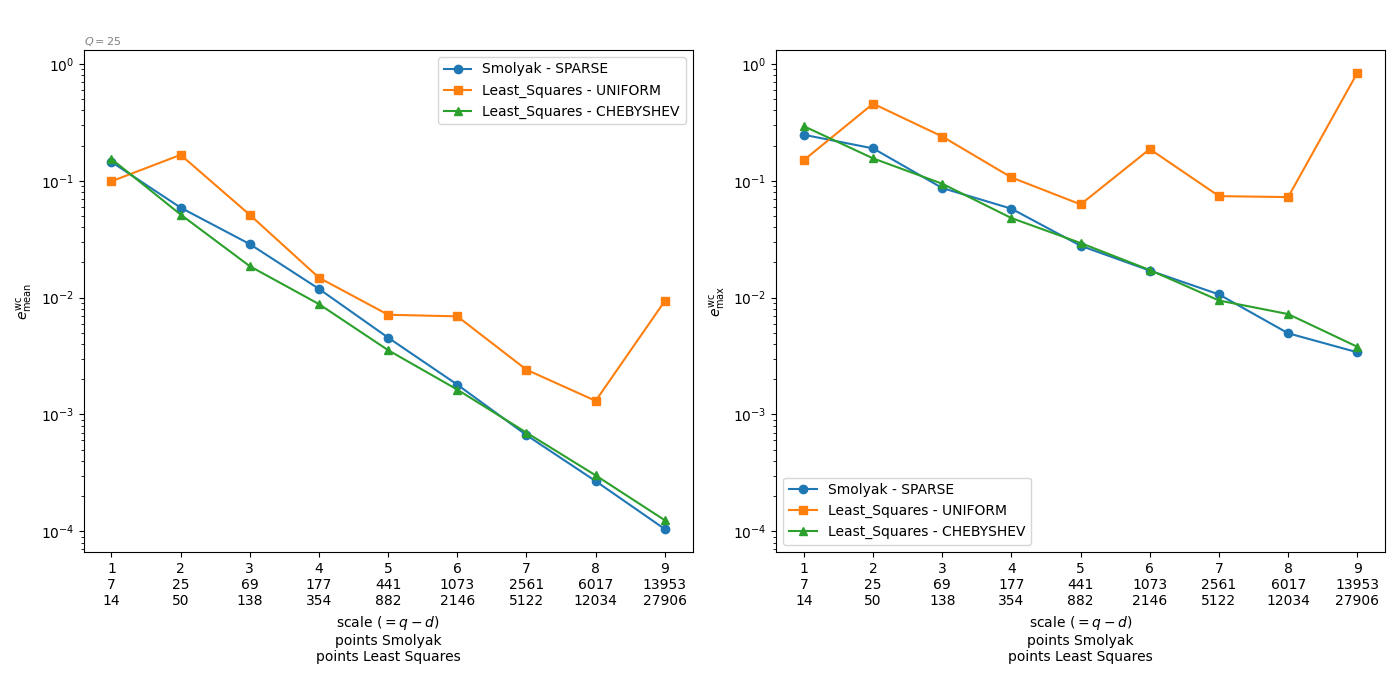 Q = 25
10⁰
10⁻¹
10⁻²
10⁻³
10⁻⁴
e^wc_mean
Smolyak - SPARSE
Least_Squares - UNIFORM
Least_Squares - CHEBYSHEV
1 2 3 4 5 6 7 8 9
7 25 69 177 441 1073 2561 6017 13953
14 50 138 354 882 2146 5122 12034 27906
scale (= q − d)
points Smolyak
points Least Squares
10⁰
10⁻¹
10⁻²
10⁻³
10⁻⁴
e^wc_max
Smolyak - SPARSE
Least_Squares - UNIFORM
Least_Squares - CHEBYSHEV
1 2 3 4 5 6 7 8 9
7 25 69 177 441 1073 2561 6017 13953
14 50 138 354 882 2146 5122 12034 27906
scale (= q − d)
points Smolyak
points Least Squares